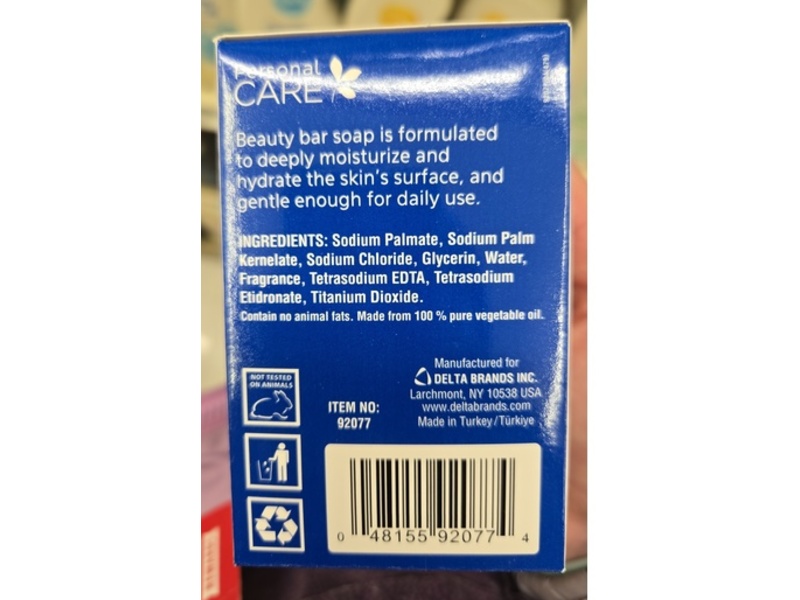 Personal
CARE
Beauty bar soap is formulated
to deeply moisturize and
hydrate the skin's surface, and
gentle enough for daily use.
INGREDIENTS: Sodium Palmate, Sodium Palm
Kernelate, Sodium Chloride, Glycerin, Water,
Fragrance, Tetrasodium EDTA, Tetrasodium
Etidronate, Titanium Dioxide.
Contain no animal fats. Made from 100 % pure vegetable oil.
NOT TESTED
ON ANIMALS
ITEM NO:
92077
Manufactured for
DELTA BRANDS INC.
Larchmont, NY 10538 USA
www.deltabrands.com
Made in Turkey/Türkiye
0 48155 92077 4